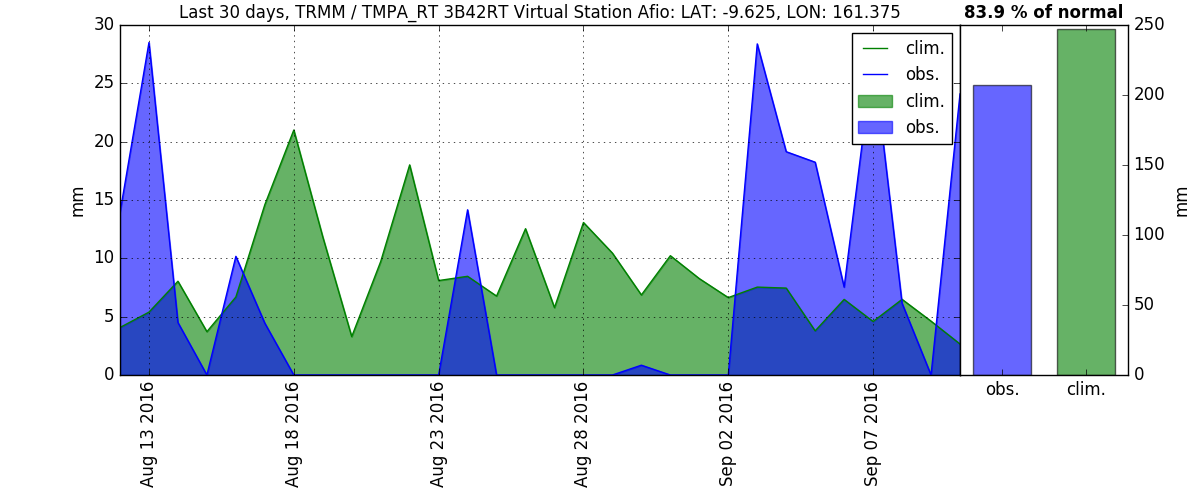 Last 30 days, TRMM / TMPA_RT 3B42RT Virtual Station Afio: LAT: -9.625, LON: 161.375
83.9 % of normal
30
25
20
15
10
5
0
mm
clim.
obs.
clim.
obs.
250
200
150
100
50
0
mm
obs.
clim.
Aug 13 2016
Aug 18 2016
Aug 23 2016
Aug 28 2016
Sep 02 2016
Sep 07 2016